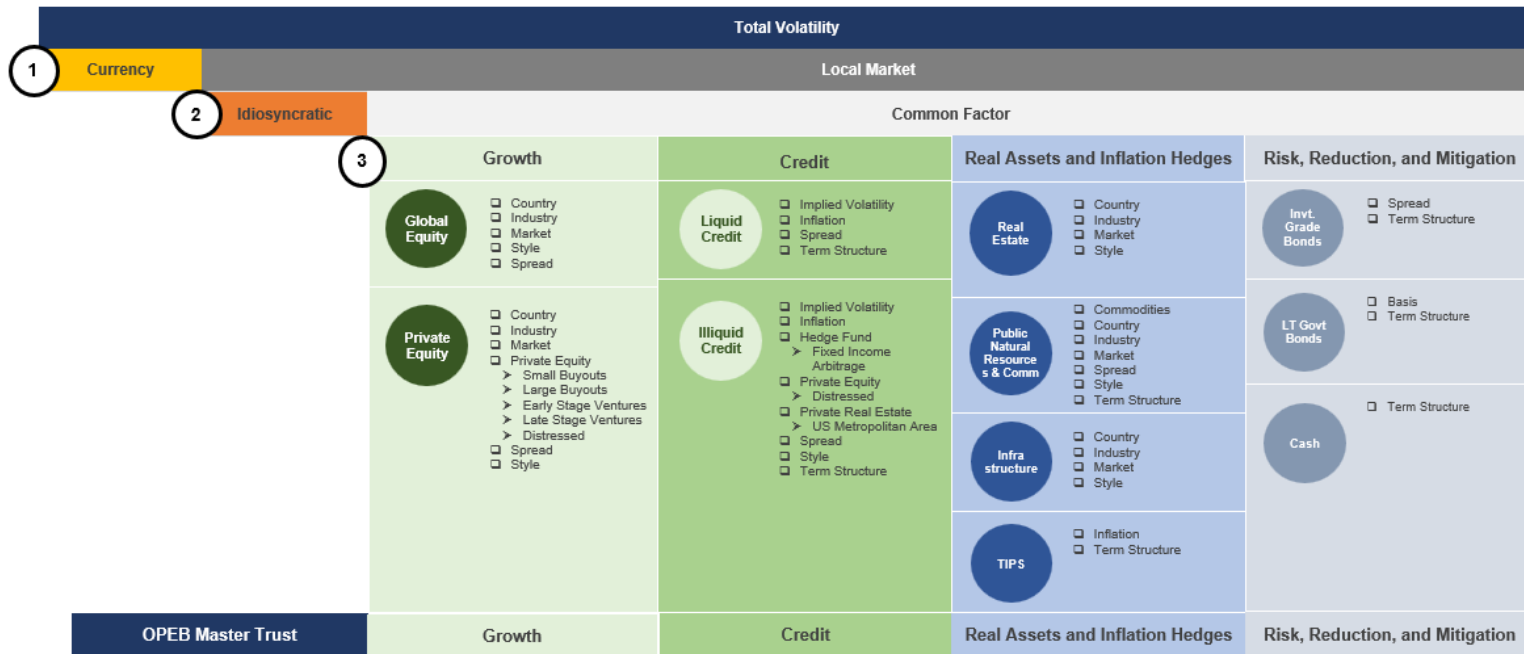 Total Volatility
1
Currency
Local Market
2
Idiosyncratic
Common Factor
3
Growth
Credit
Real Assets and Inflation Hedges
Risk, Reduction, and Mitigation
Global
Equity
Country
Industry
Market
Style
Spread
Private
Equity
Country
Industry
Market
Private Equity
Small Buyouts
Large Buyouts
Early Stage Ventures
Late Stage Ventures
Distressed
Spread
Style
Liquid
Credit
Implied Volatility
Inflation
Spread
Term Structure
Illiquid
Credit
Implied Volatility
Inflation
Hedge Fund
Fixed Income
Arbitrage
Private Equity
Distressed
Private Real Estate
US Metropolitan Area
Spread
Style
Term Structure
Real
Estate
Country
Industry
Market
Style
Public
Natural
Resource
s & Comm
Commodities
Country
Industry
Market
Spread
Style
Term Structure
Infra
structure
Country
Industry
Market
Style
TIPS
Inflation
Term Structure
Invt.
Grade
Bonds
Spread
Term Structure
LT Govt
Bonds
Basis
Term Structure
Cash
Term Structure
OPEB Master Trust
Growth
Credit
Real Assets and Inflation Hedges
Risk, Reduction, and Mitigation